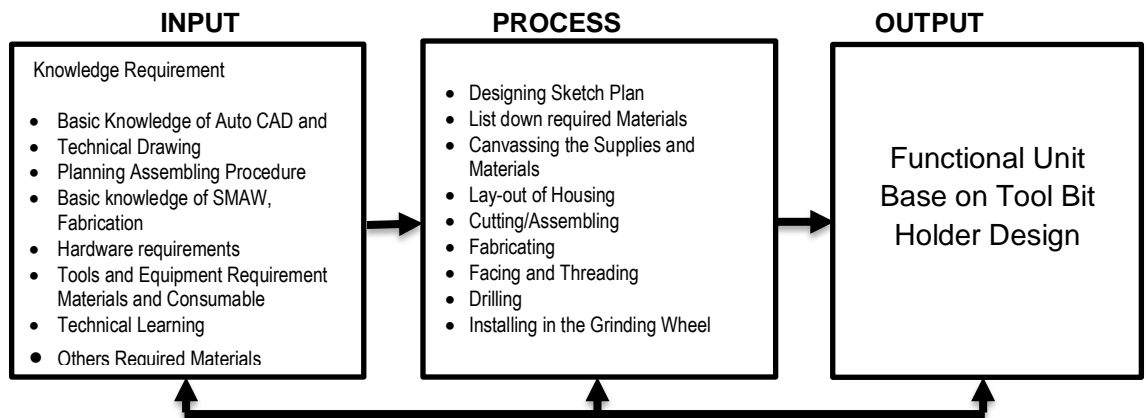 INPUT
Knowledge Requirement
• Basic Knowledge of Auto CAD and
• Technical Drawing
• Planning Assembling Procedure
• Basic knowledge of SMAW,
Fabrication
• Hardware requirements
• Tools and Equipment Requirement
Materials and Consumable
• Technical Learning
• Others Required Materials
PROCESS
• Designing Sketch Plan
• List down required Materials
• Canvassing the Supplies and
Materials
• Lay-out of Housing
• Cutting/Assembling
• Fabricating
• Facing and Threading
• Drilling
• Installing in the Grinding Wheel
OUTPUT
Functional Unit
Base on Tool Bit
Holder Design